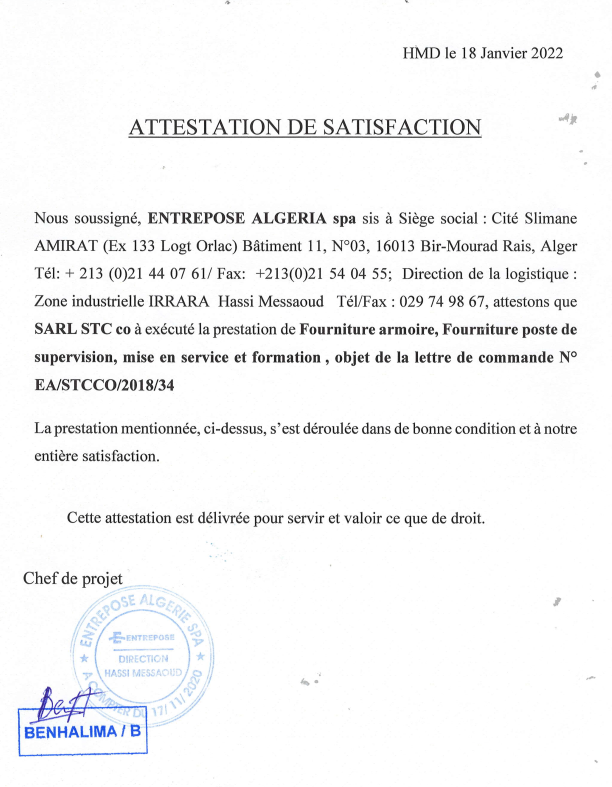 HMD le 18 Janvier 2022
ATTESTATION DE SATISFACTION
Nous soussigné, ENTREPOSE ALGERIA spa sis à Siège social : Cité Slimane
AMIRAT (Ex 133 Logt Orlac) Bâtiment 11, N°03, 16013 Bir-Mourad Rais, Alger
Tél: + 213 (0)21 44 07 61/ Fax: +213(0)21 54 04 55; Direction de la logistique :
Zone industrielle IRRARA Hassi Messaoud Tél/Fax : 029 74 98 67, attestons que
SARL STC co à exécuté la prestation de Fourniture armoire, Fourniture poste de
supervision, mise en service et formation , objet de la lettre de commande N°
EA/STCCO/2018/34
La prestation mentionnée, ci-dessus, s'est déroulée dans de bonne condition et à notre
entière satisfaction.
Cette attestation est délivrée pour servir et valoir ce que de droit.
Chef de projet
ENTREPOSE ALGERIE SPA
ENTREPOSE
DIRECTION
HASSI MESSAOUD
A COMPTER DU 17/11/2020
BENHALIMA / B